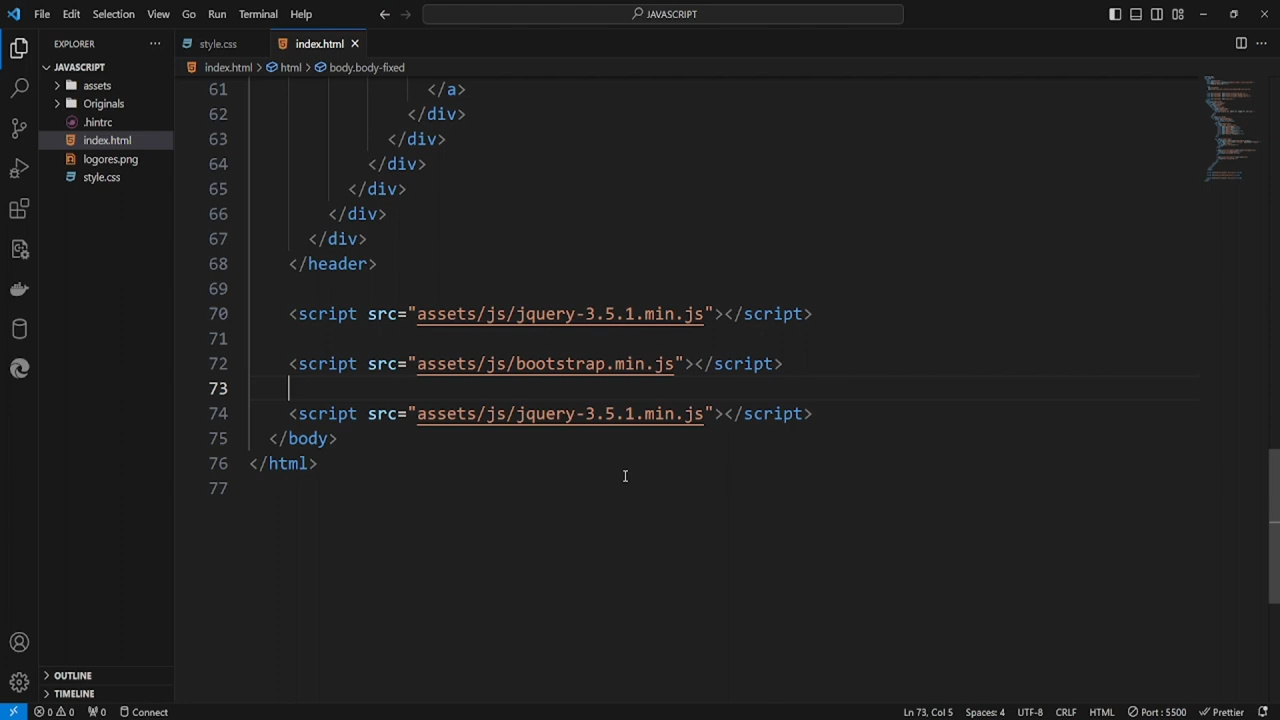 File Edit Selection View Go Run Terminal Help JAVASCRIPT
EXPLORER
JAVASCRIPT
assets
Originals
.hintrc
index.html
logores.png
style.css
OUTLINE
TIMELINE
style.css index.html
index.html > html > body.body-fixed
61 </a>
62 </div>
63 </div>
64 </div>
65 </div>
66 </div>
67 </div>
68 </header>
69
70 <script src="assets/js/jquery-3.5.1.min.js"></script>
71
72 <script src="assets/js/bootstrap.min.js"></script>
73
74 <script src="assets/js/jquery-3.5.1.min.js"></script>
75 </body>
76 </html>
77
0 0 0 Connect Ln 73, Col 5 Spaces: 4 UTF-8 CRLF HTML Port : 5500 Prettier